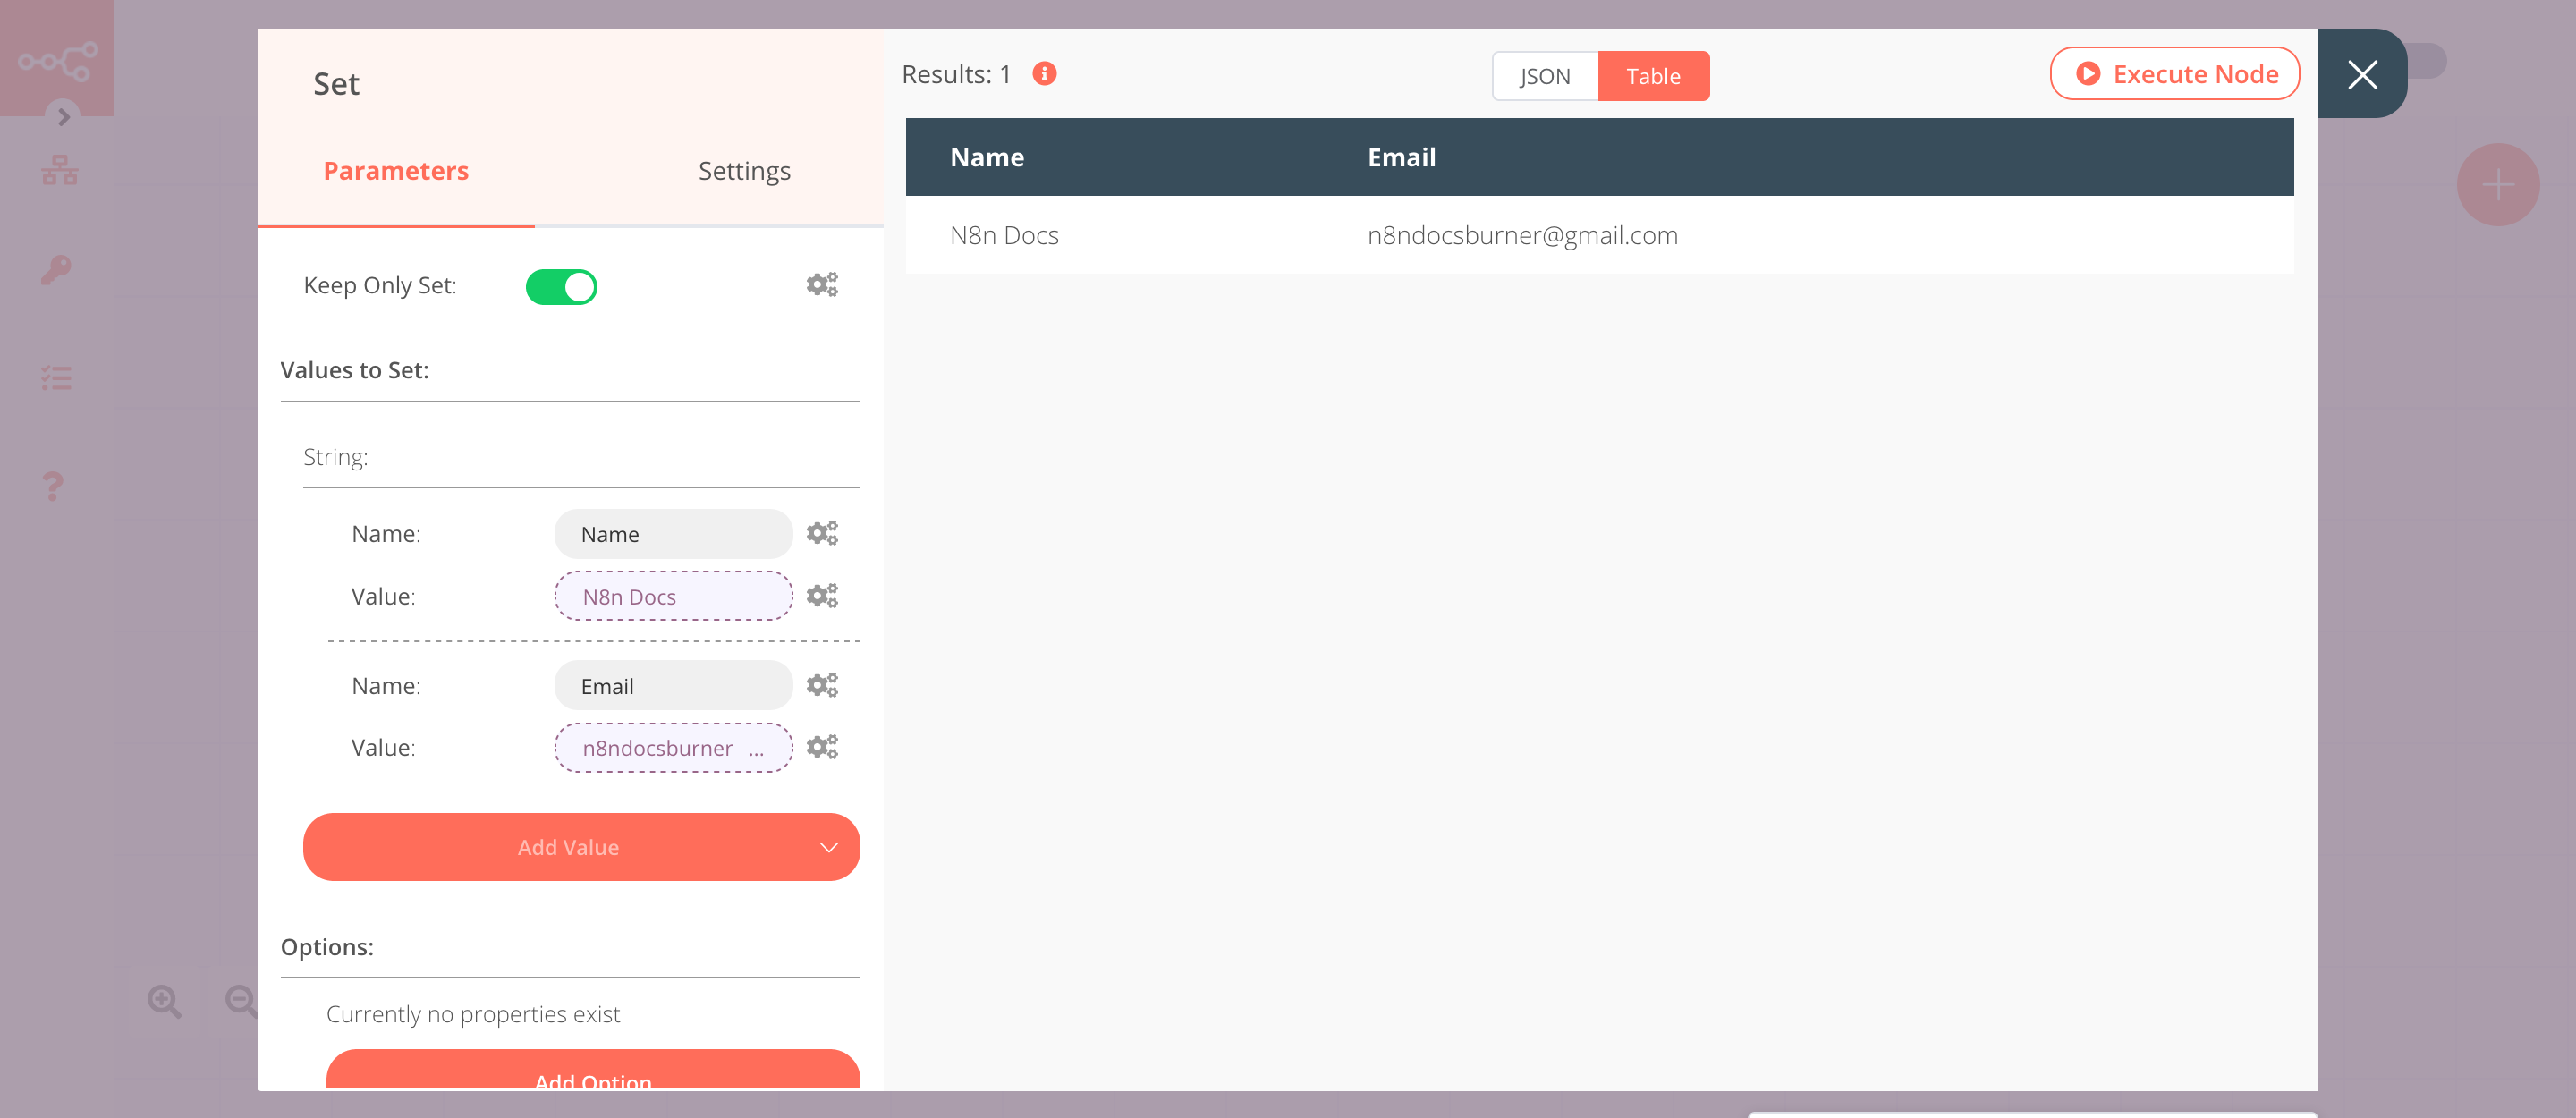 Set
Parameters Settings
Keep Only Set:
Values to Set:
String:
Name: Name
Value: N8n Docs
Name: Email
Value: n8ndocsburner ...
Add Value
Options:
Currently no properties exist
Add Option
Results: 1
JSON Table
Execute Node
Name Email
N8n Docs n8ndocsburner@gmail.com